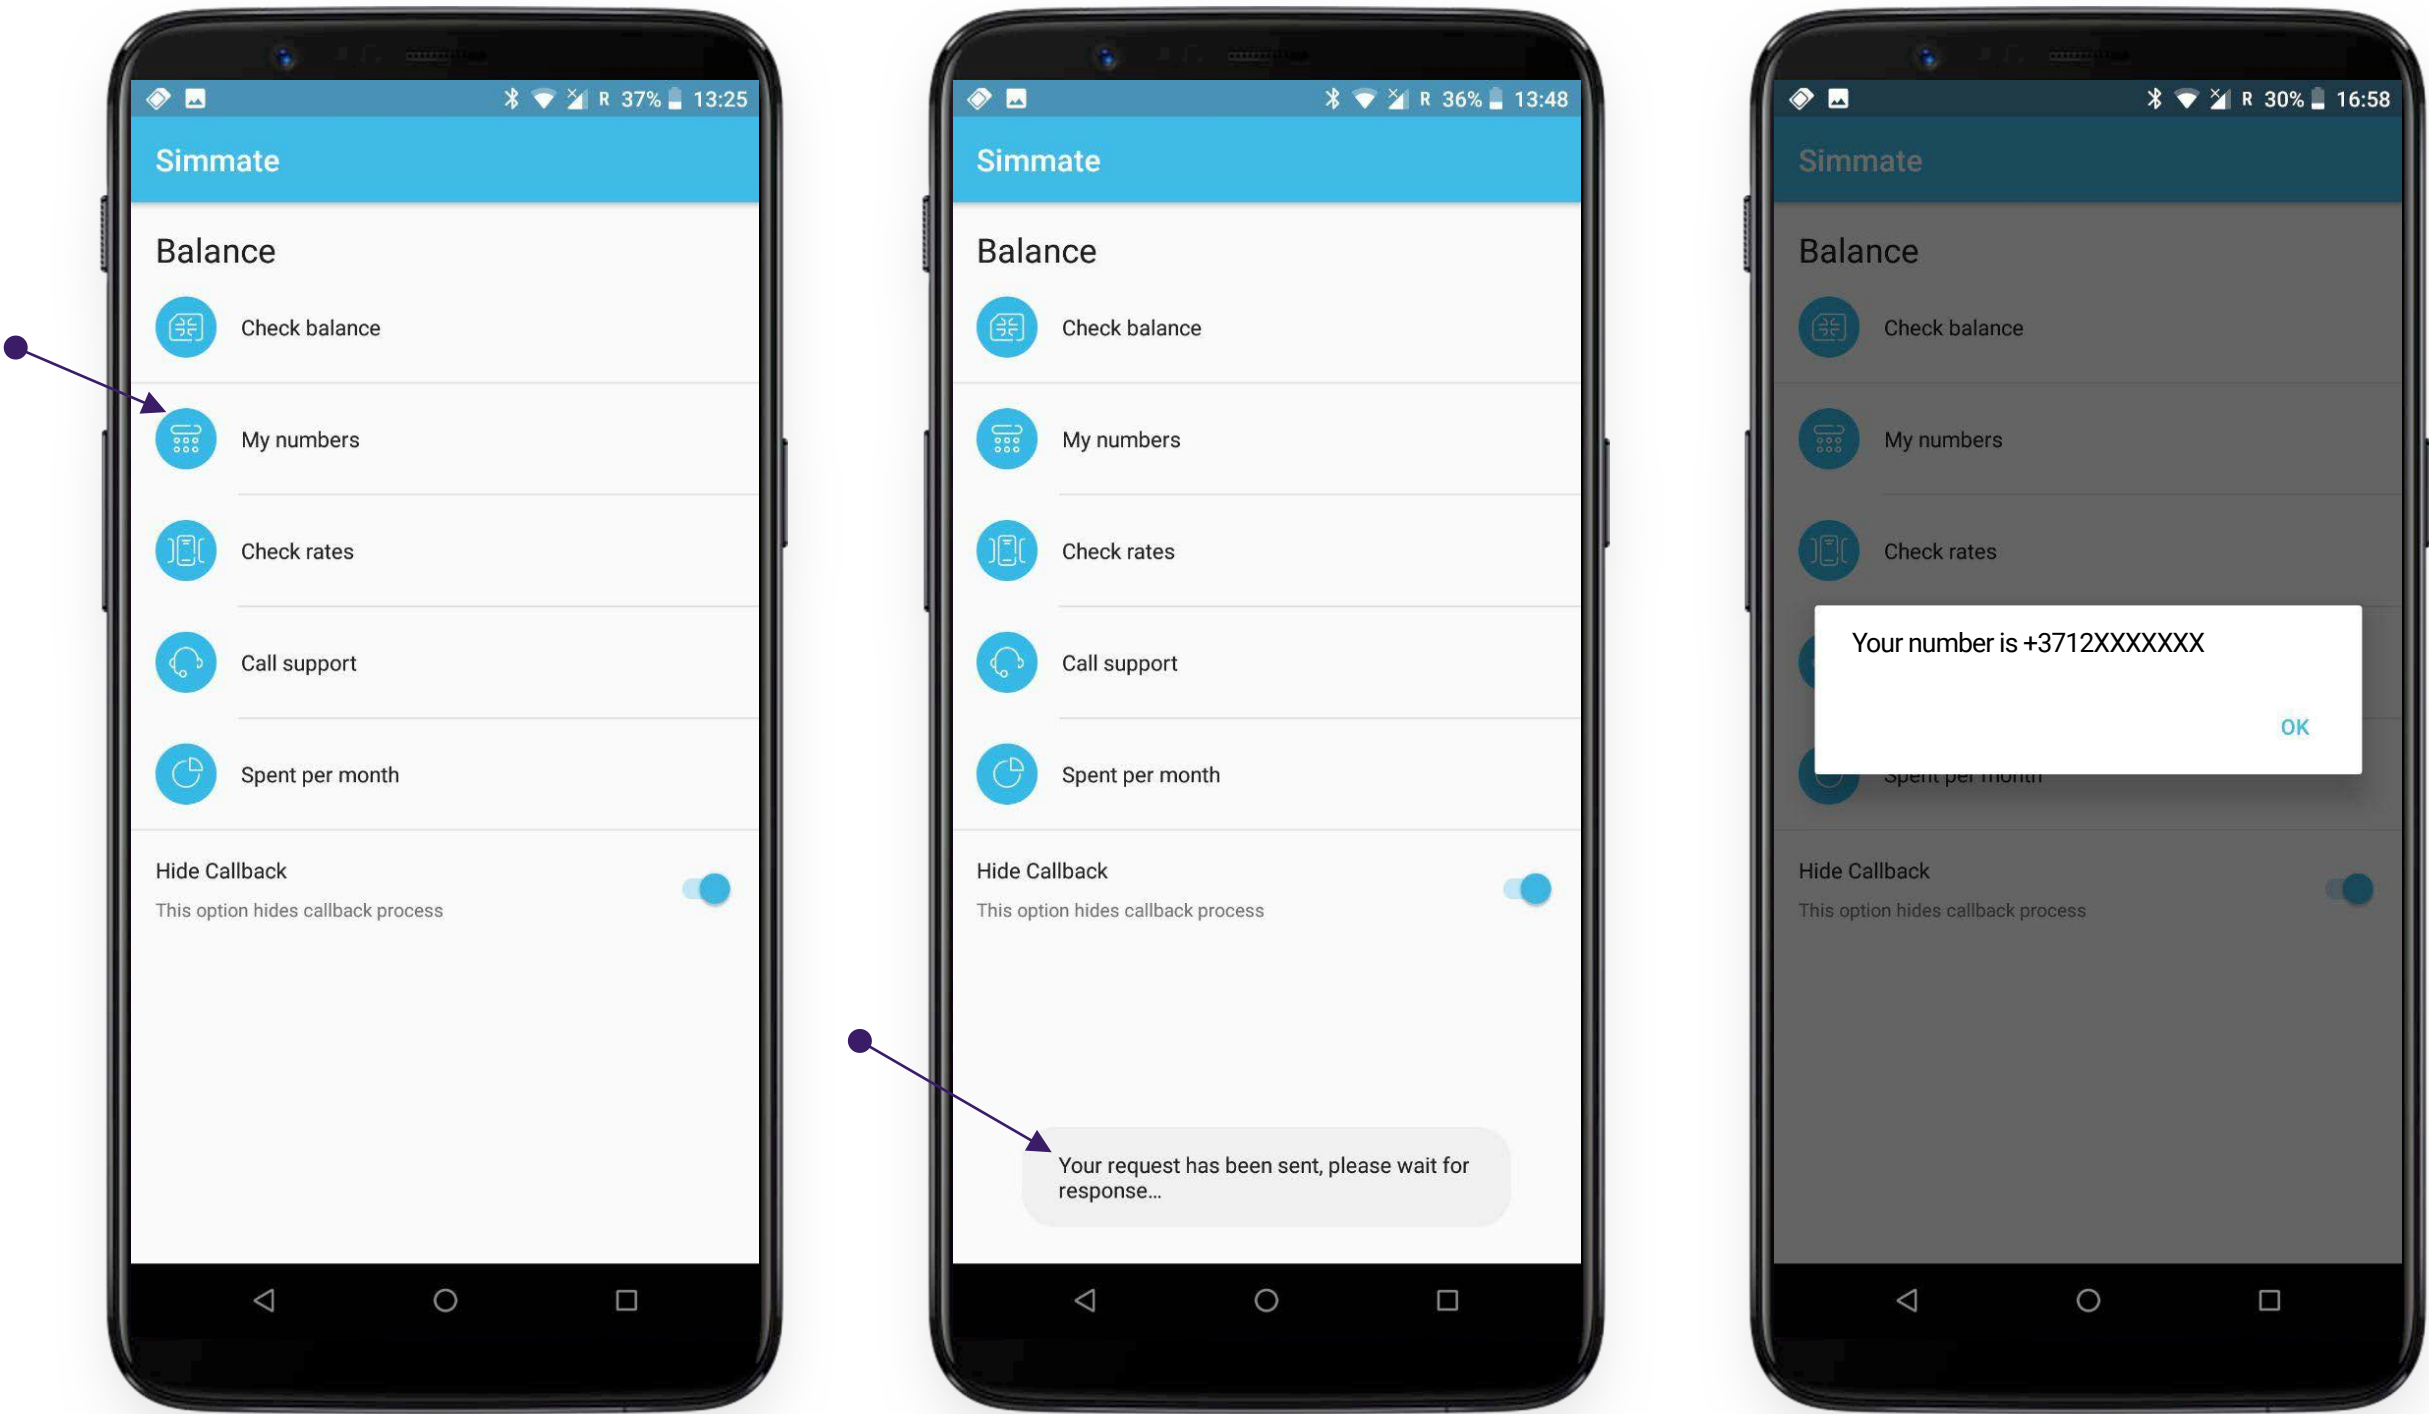 R 37% 13:25
Simmate
Balance
Check balance
My numbers
Check rates
Call support
Spent per month
Hide Callback
This option hides callback process
R 36% 13:48
Simmate
Balance
Check balance
My numbers
Check rates
Call support
Spent per month
Hide Callback
This option hides callback process
Your request has been sent, please wait for
response...
R 30% 16:58
Simmate
Balance
Check balance
My numbers
Check rates
Your number is +3712XXXXXXX
OK
Spent per month
Hide Callback
This option hides callback process